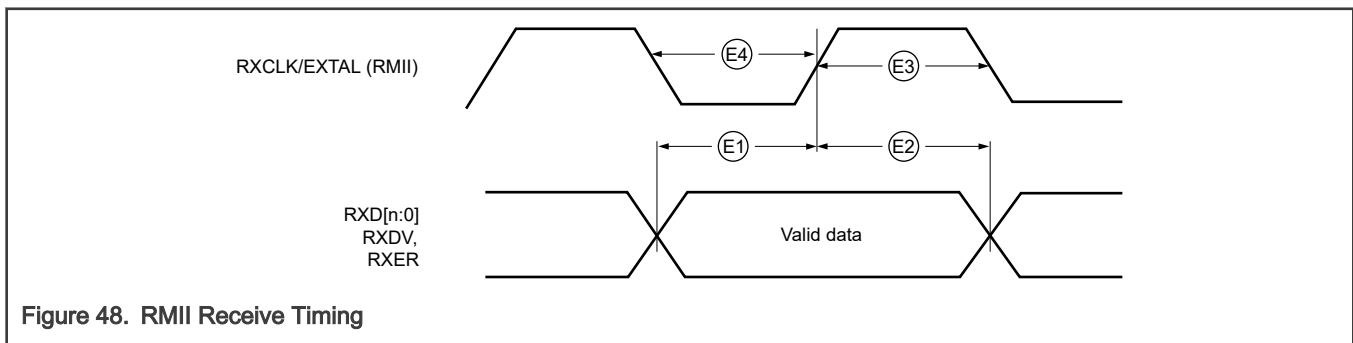 RXCLK/EXTAL (RMII)
E4
E3
E1
E2
RXD[n:0]
RXDV,
RXER
Valid data
Figure 48. RMII Receive Timing